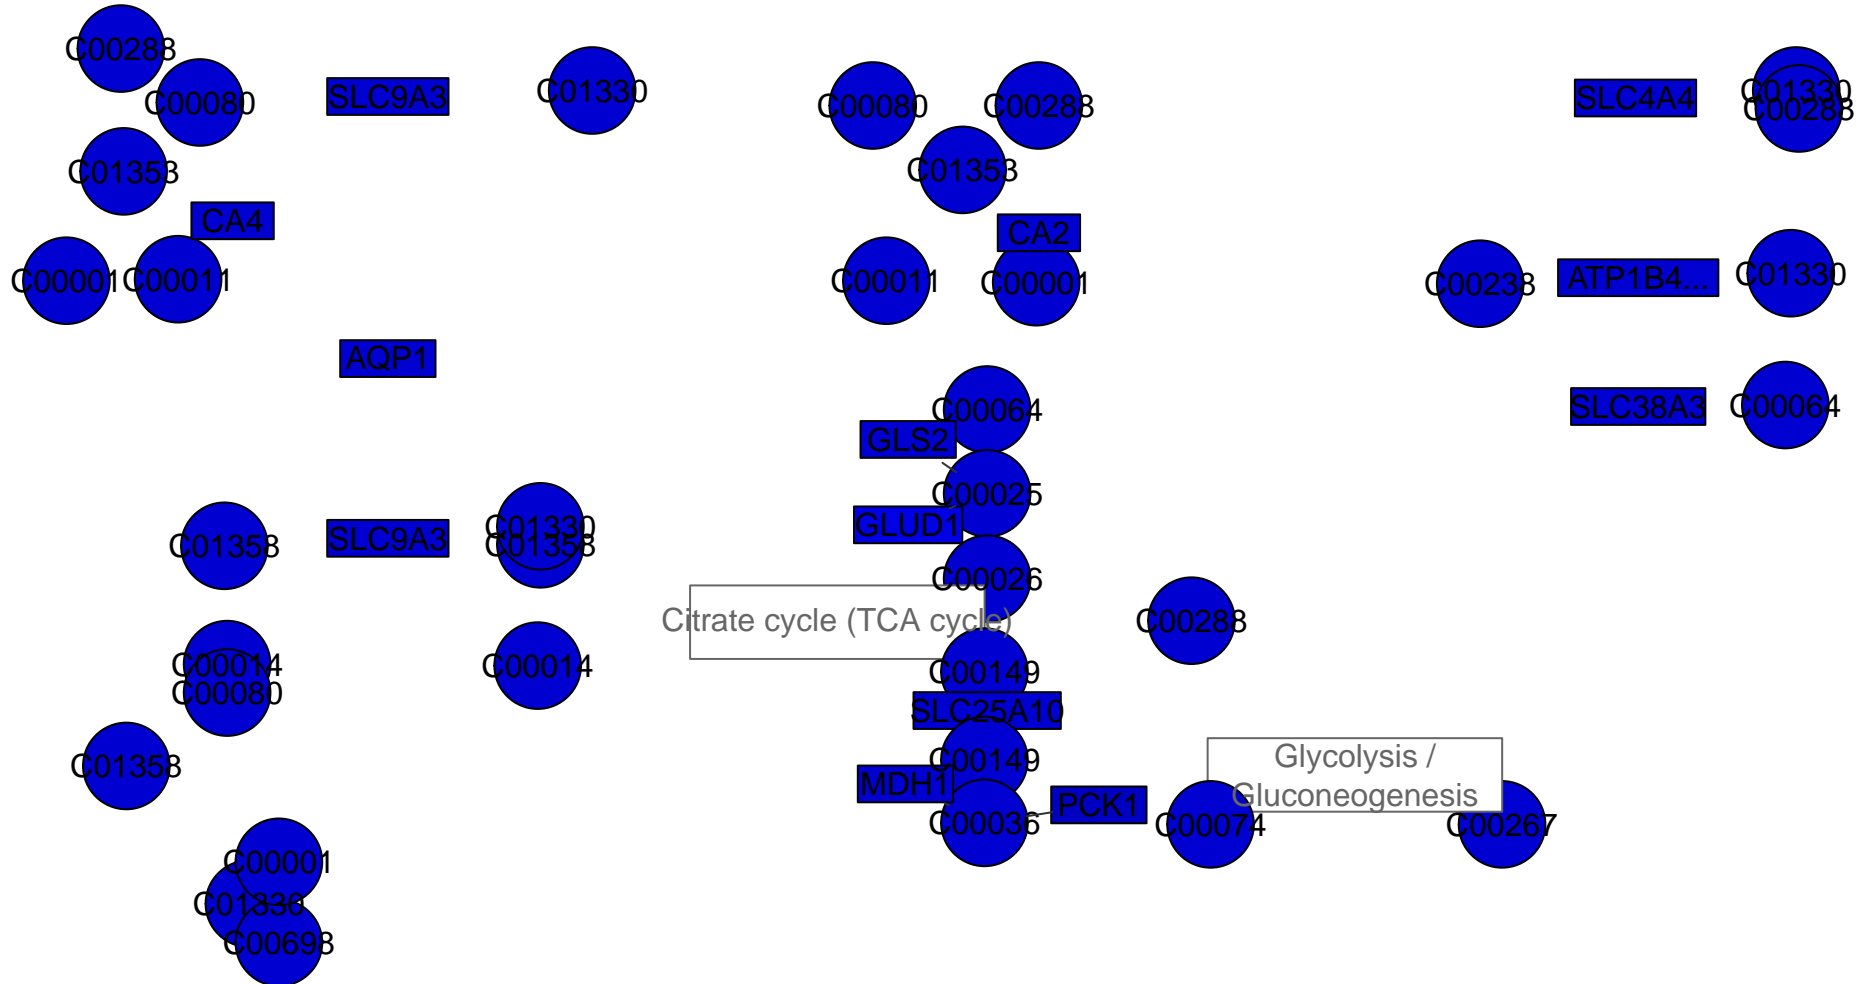 C00288
C00080
SLC9A3
C01330
C00080
C00288
SLC4A4
C01330
C00288
C01353
C01353
CA4
CA2
C00001
C00011
C00011
C00001
C00238
ATP1B4...
C01330
AQP1
C00064
SLC38A3
C00064
GLS2
C00025
GLUD1
C01358
SLC9A3
C01330
C01358
C00026
Citrate cycle (TCA cycle)
C00288
C00014
C00080
C00014
C00149
SLC25A10
C01358
C00149
Glycolysis /
Gluconeogenesis
MDH1
PCK1
C00036
C00074
C00267
C00001
C01330
C00698